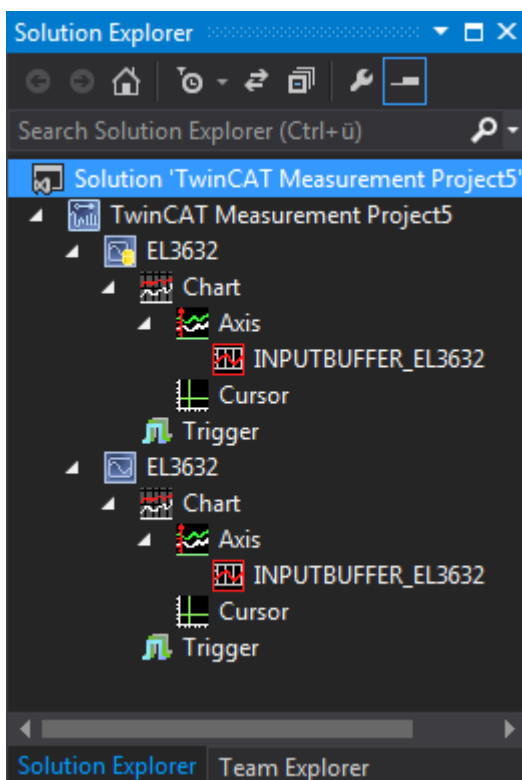 Solution Explorer
Search Solution Explorer (Ctrl+ü)
Solution 'TwinCAT Measurement Project5'
TwinCAT Measurement Project5
EL3632
Chart
Axis
INPUTBUFFER_EL3632
Cursor
Trigger
EL3632
Chart
Axis
INPUTBUFFER_EL3632
Cursor
Trigger
Solution Explorer Team Explorer